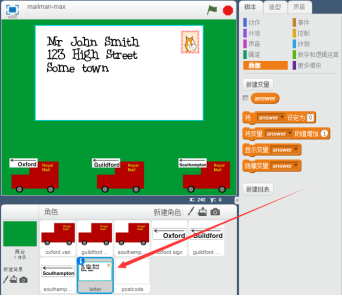 mailman-max
脚本
造型
声音
Mr John Smith
123 High Street
Some town
动作
事件
外观
控制
声音
侦测
画笔
数字和逻辑运算
数据
更多模块
新建变量
answer
将 answer 设定为 0
将变量 answer 的值增加 1
显示变量 answer
隐藏变量 answer
新建链表
Oxford
Guildford
Southampton
Royal Mail
Royal Mail
Royal Mail
X: 240 Y: 0
角色
新建角色:
舞台
1 背景
新建背景
oxford van
guildford ...
southamp...
oxford sign
guildford ...
Oxford
Guildford
Southampton
southamp...
letter
postcode